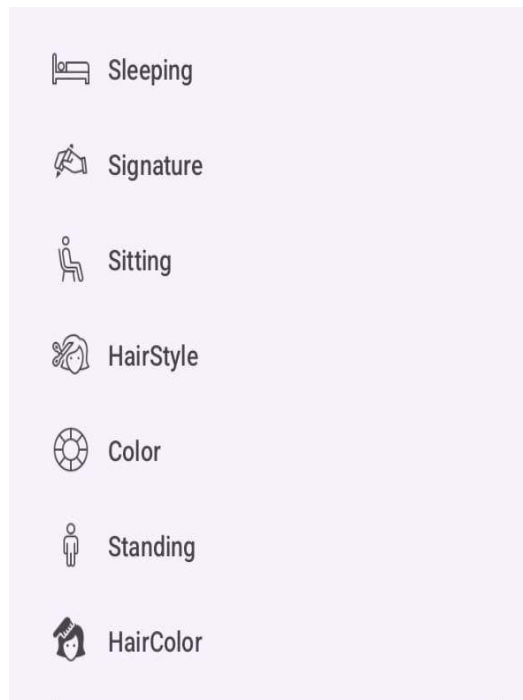 Sleeping
Signature
Sitting
HairStyle
Color
Standing
HairColor